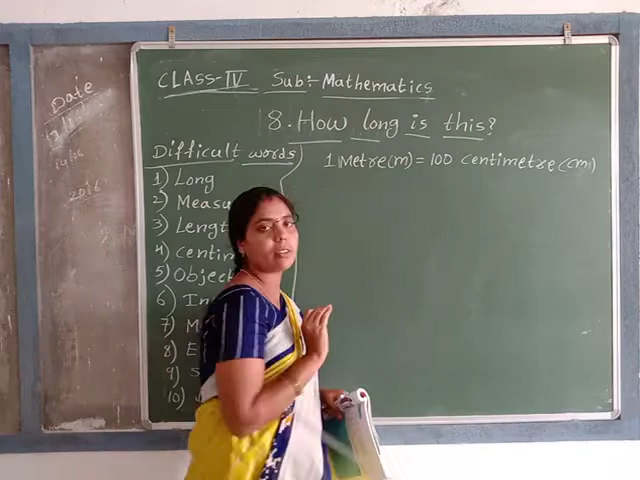 Date
CLASS-IV Sub:- Mathematics
8. How long is this?
Difficult words
1 Metre(m) = 100 centimetre(cm)
1) Long
2) Measu
3) Lengt
4) centim
5) Object
6) In
7) M
8) E
9) S
10)
2016